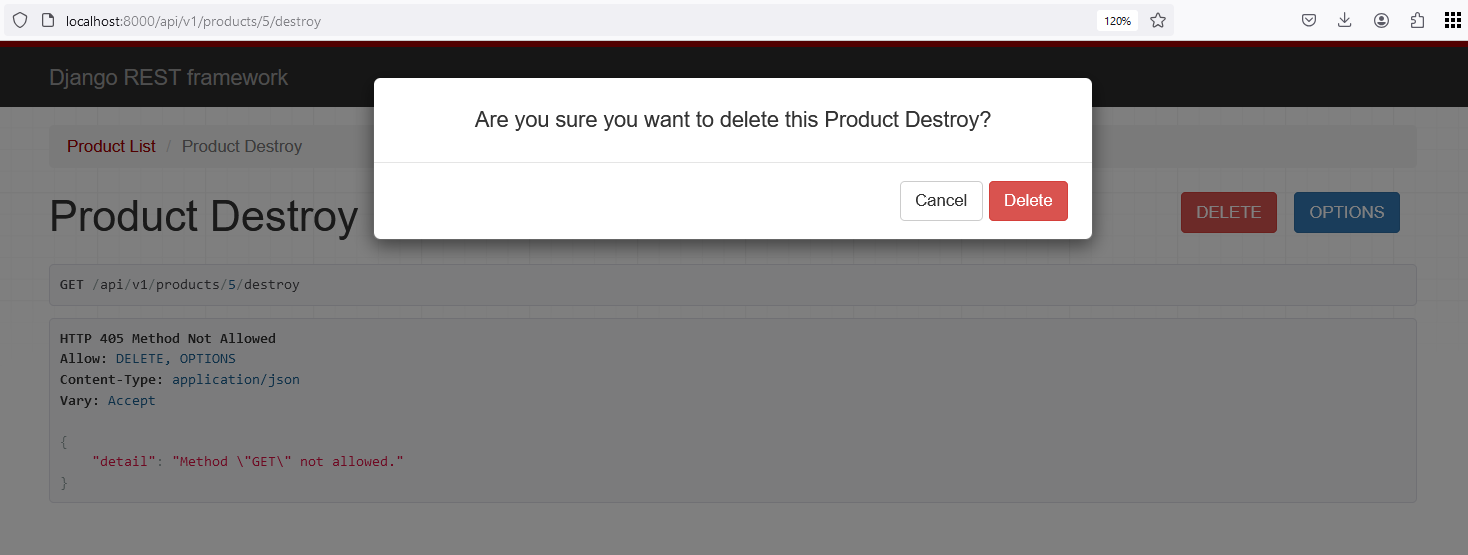 localhost:8000/api/v1/products/5/destroy
120%
Django REST framework
Are you sure you want to delete this Product Destroy?
Cancel Delete
Product List / Product Destroy
Product Destroy
DELETE OPTIONS
GET /api/v1/products/5/destroy
HTTP 405 Method Not Allowed
Allow: DELETE, OPTIONS
Content-Type: application/json
Vary: Accept
{
"detail": "Method \"GET\" not allowed."
}